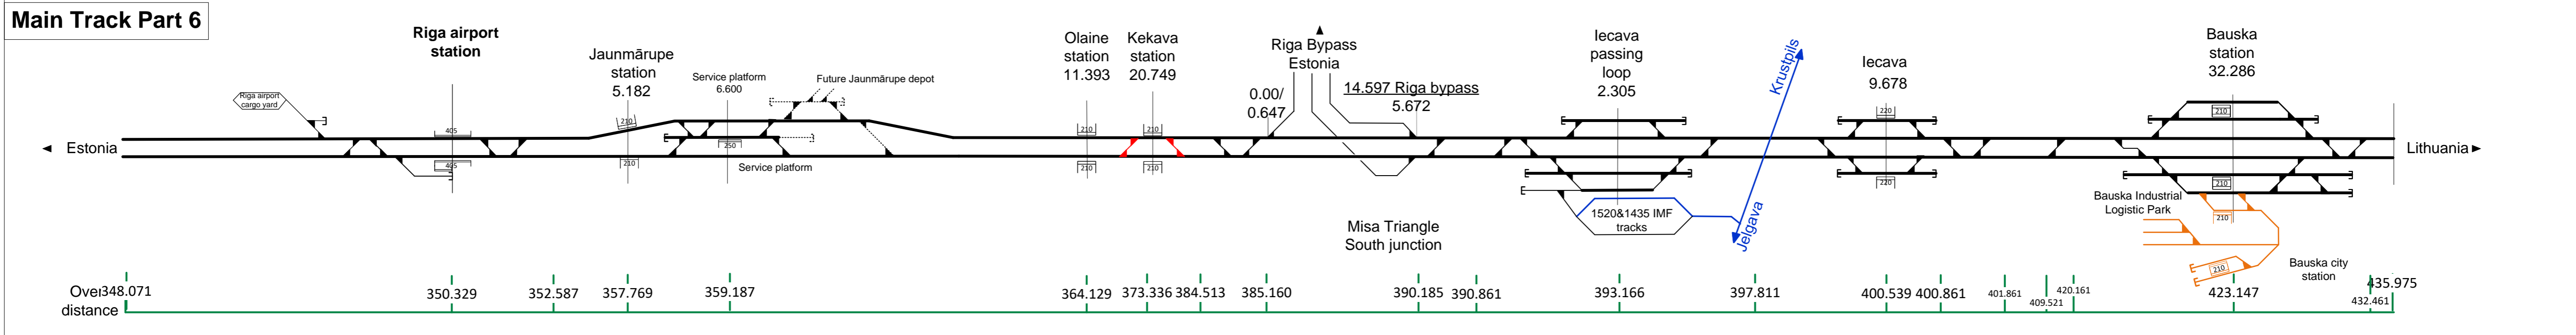 Main Track Part 6
Riga airport
station
Riga airport
cargo yard
Estonia
405
405
Jaunmārupe
station
5.182
210
210
Service platform
6.600
250
Service platform
Future Jaunmārupe depot
Olaine
station
11.393
210
210
Kekava
station
20.749
210
210
Riga Bypass
Estonia
0.00/
0.647
14.597 Riga bypass
5.672
Misa Triangle
South junction
Iecava
passing
loop
2.305
1520&1435 IMF
tracks
Krustpils
Jelgava
Iecava
9.678
220
220
Bauska
station
32.286
210
210
210
Bauska Industrial
Logistic Park
210
Bauska city
station
Lithuania
Over
distance
348.071
350.329
352.587
357.769
359.187
364.129
373.336
384.513
385.160
390.185
390.861
393.166
397.811
400.539
400.861
401.861
409.521
420.161
423.147
432.461
435.975